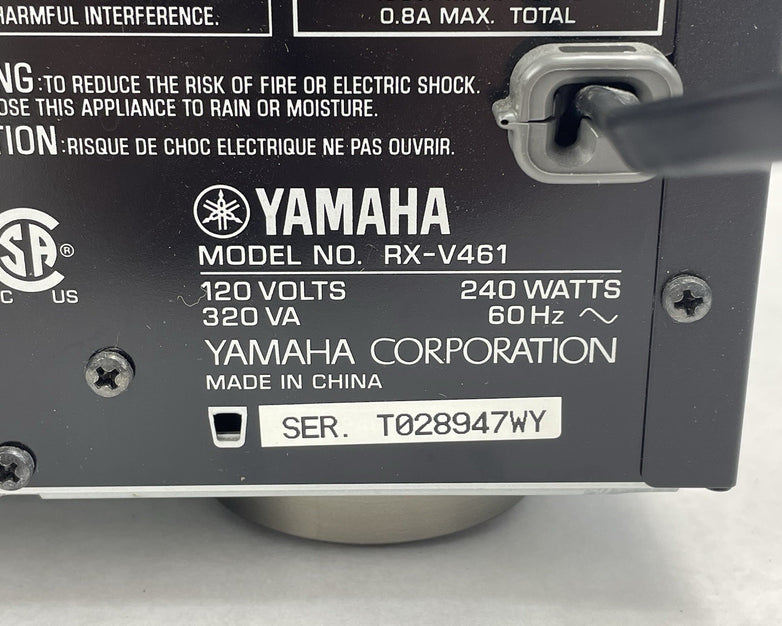 HARMFUL INTERFERENCE.
0.8A MAX. TOTAL
NG:TO REDUCE THE RISK OF FIRE OR ELECTRIC SHOCK.
OSE THIS APPLIANCE TO RAIN OR MOISTURE.
TION:RISQUE DE CHOC ELECTRIQUE NE PAS OUVRIR.
YAMAHA
SA®
C US
MODEL NO. RX-V461
120 VOLTS 240 WATTS
320 VA 60Hz ~
YAMAHA CORPORATION
MADE IN CHINA
SER. T028947WY